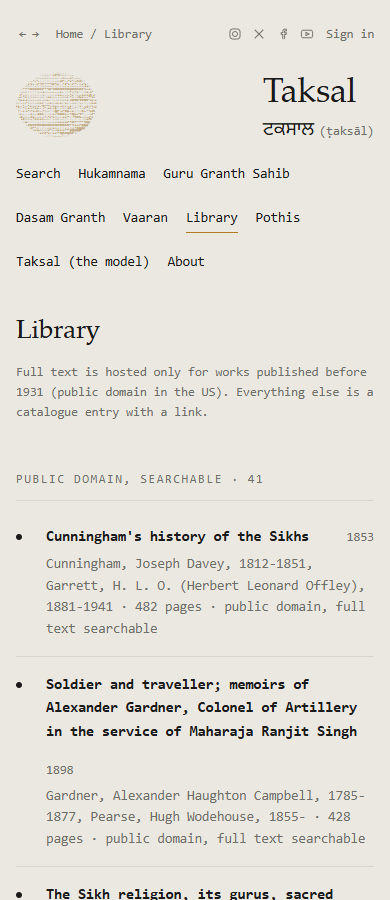 ← → Home / Library Sign in
Taksal
ਟਕਸਾਲ (ṭaksāl)
Search Hukamnama Guru Granth Sahib
Dasam Granth Vaaran Library Pothis
Taksal (the model) About
Library
Full text is hosted only for works published before
1931 (public domain in the US). Everything else is a
catalogue entry with a link.
PUBLIC DOMAIN, SEARCHABLE · 41
Cunningham's history of the Sikhs 1853
Cunningham, Joseph Davey, 1812-1851,
Garrett, H. L. O. (Herbert Leonard Offley),
1881-1941 · 482 pages · public domain, full
text searchable
Soldier and traveller; memoirs of
Alexander Gardner, Colonel of Artillery
in the service of Maharaja Ranjit Singh
1898
Gardner, Alexander Haughton Campbell, 1785-
1877, Pearse, Hugh Wodehouse, 1855- · 428
pages · public domain, full text searchable
The Sikh religion, its gurus, sacred